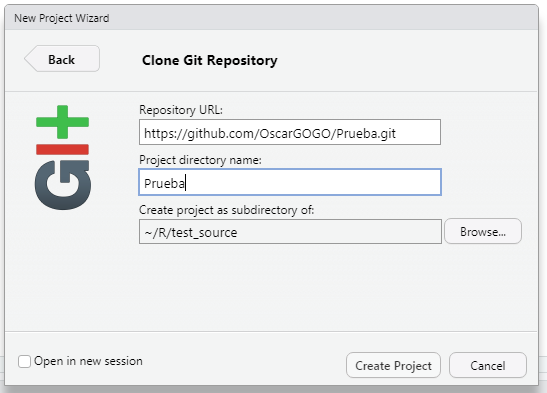 New Project Wizard
Back
Clone Git Repository
Repository URL:
https://github.com/OscarGOGO/Prueba.git
Project directory name:
Prueba
Create project as subdirectory of:
~/R/test_source
Browse...
Git
Open in new session
Create Project
Cancel